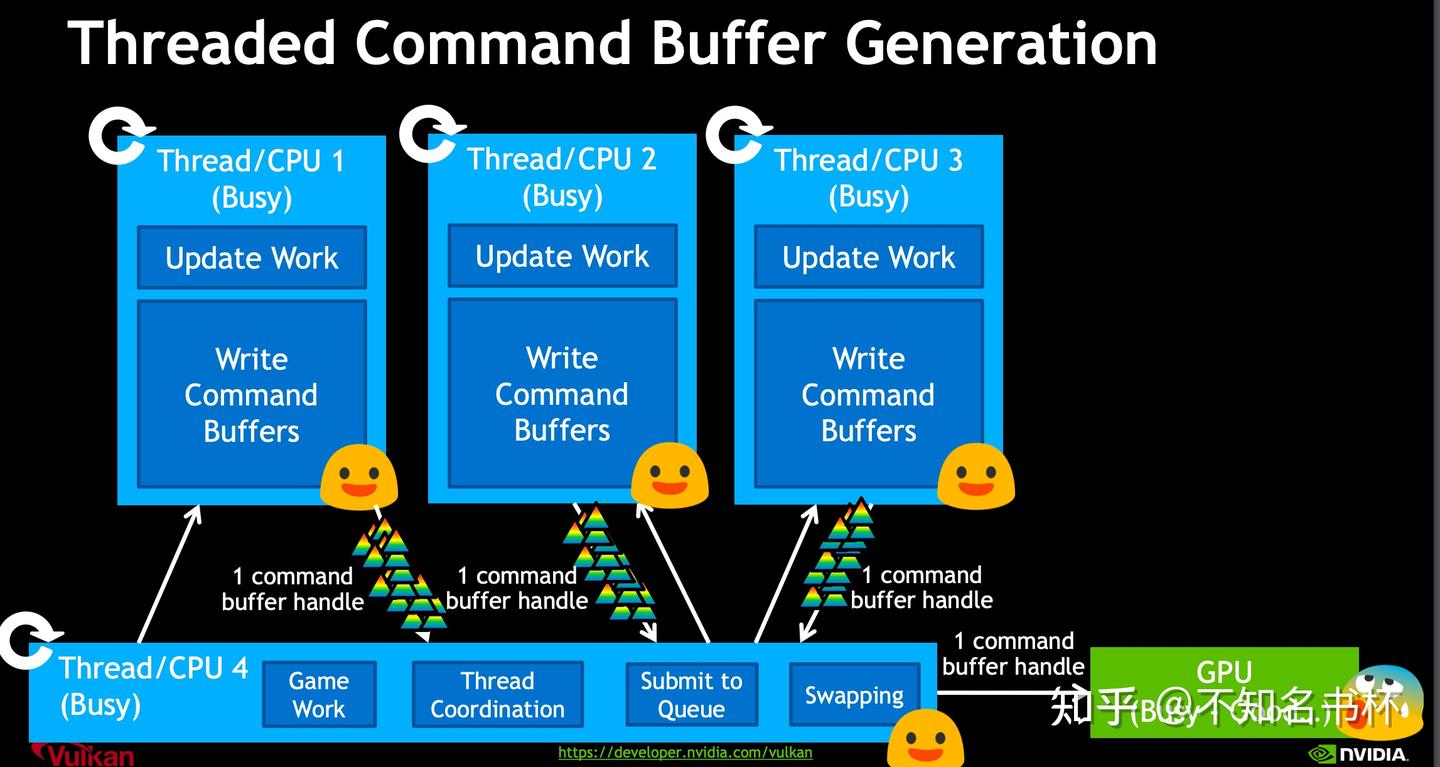 Threaded Command Buffer Generation
Thread/CPU 1
(Busy)
Update Work
Write
Command
Buffers
Thread/CPU 2
(Busy)
Update Work
Write
Command
Buffers
Thread/CPU 3
(Busy)
Update Work
Write
Command
Buffers
1 command
buffer handle
1 command
buffer handle
1 command
buffer handle
Thread/CPU 4
(Busy)
Game
Work
Thread
Coordination
Submit to
Queue
Swapping
1 command
buffer handle
GPU
(Busy - Good...)
知乎 @不知名书杯
Vulkan
https://developer.nvidia.com/vulkan
NVIDIA.